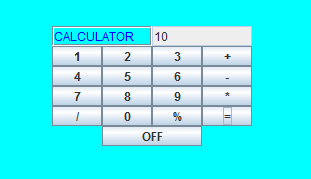 CALCULATOR 10
1 2 3 +
4 5 6 -
7 8 9 *
/ 0 % =
OFF